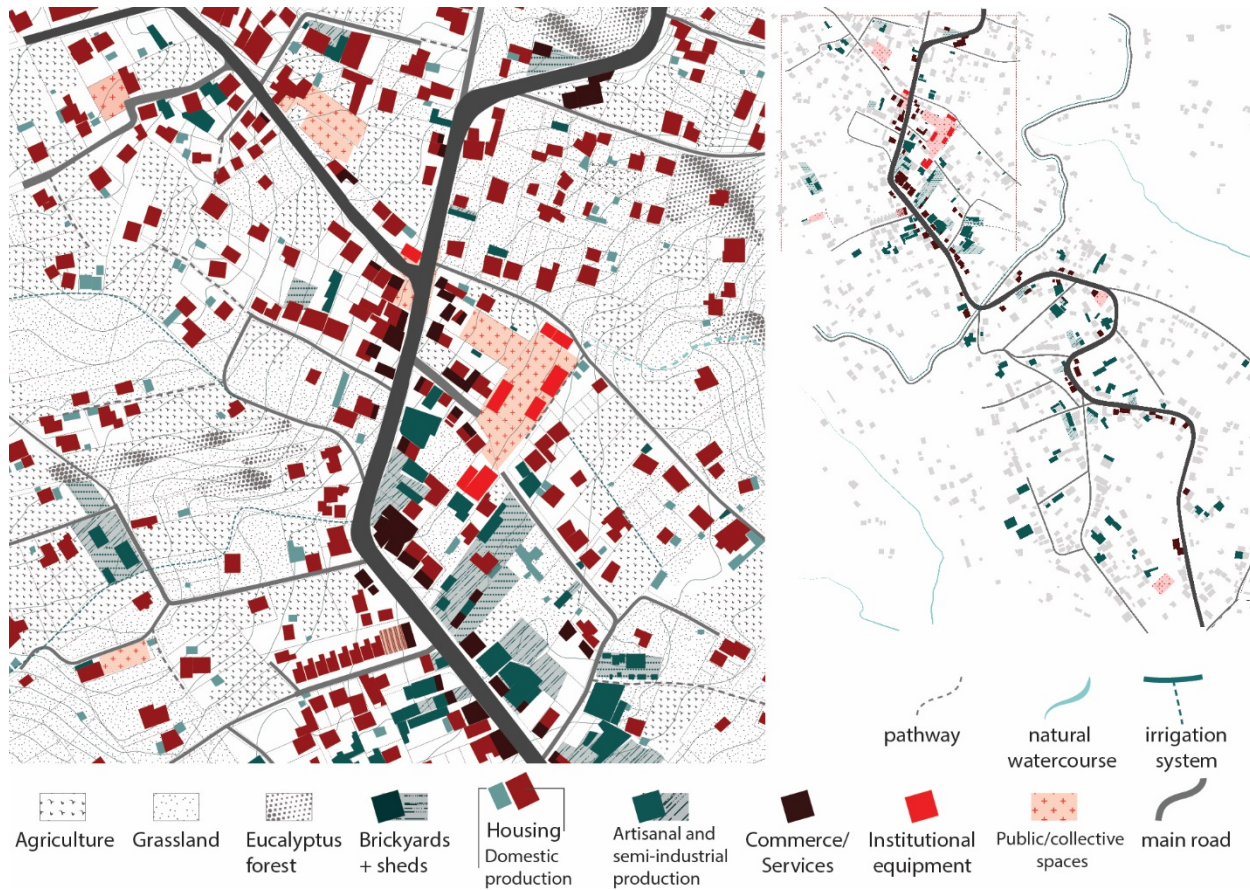 pathway
natural
watercourse
irrigation
system
Agriculture
Grassland
Eucalyptus
forest
Brickyards
+ sheds
Housing
Domestic
production
Artisanal and
semi-industrial
production
Commerce/
Services
Institutional
equipment
Public/collective
spaces
main road